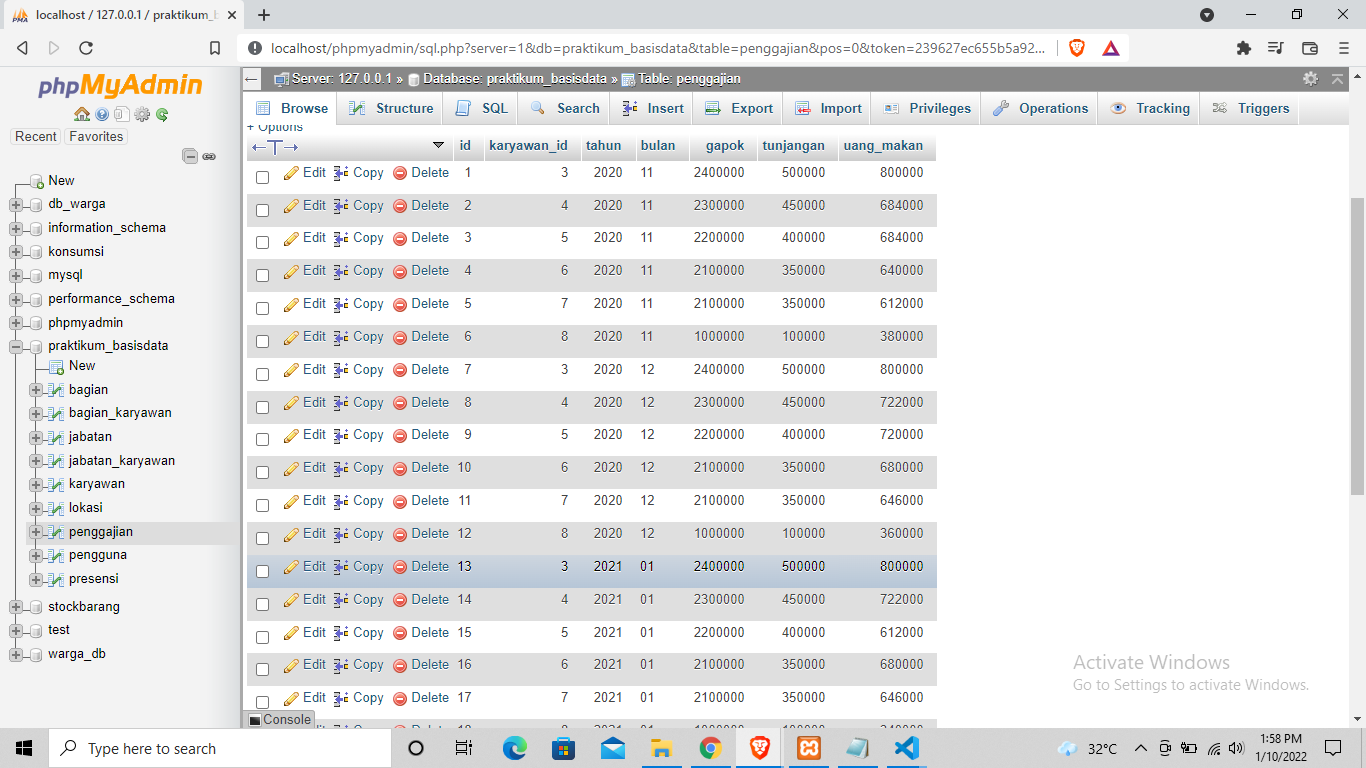 localhost / 127.0.0.1 / praktikum_b
localhost/phpmyadmin/sql.php?server=1&db=praktikum_basisdata&table=penggajian&pos=0&token=239627ec655b5a92...
phpMyAdmin
Recent Favorites
New
db_warga
information_schema
konsumsi
mysql
performance_schema
phpmyadmin
praktikum_basisdata
New
bagian
bagian_karyawan
jabatan
jabatan_karyawan
karyawan
lokasi
penggajian
pengguna
presensi
stockbarang
test
warga_db
Server: 127.0.0.1 » Database: praktikum_basisdata » Table: penggajian
Browse Structure SQL Search Insert Export Import Privileges Operations Tracking Triggers
+ Options
id karyawan_id tahun bulan gapok tunjangan uang_makan
Edit Copy Delete 1 3 2020 11 2400000 500000 800000
Edit Copy Delete 2 4 2020 11 2300000 450000 684000
Edit Copy Delete 3 5 2020 11 2200000 400000 684000
Edit Copy Delete 4 6 2020 11 2100000 350000 640000
Edit Copy Delete 5 7 2020 11 2100000 350000 612000
Edit Copy Delete 6 8 2020 11 1000000 100000 380000
Edit Copy Delete 7 3 2020 12 2400000 500000 800000
Edit Copy Delete 8 4 2020 12 2300000 450000 722000
Edit Copy Delete 9 5 2020 12 2200000 400000 720000
Edit Copy Delete 10 6 2020 12 2100000 350000 680000
Edit Copy Delete 11 7 2020 12 2100000 350000 646000
Edit Copy Delete 12 8 2020 12 1000000 100000 360000
Edit Copy Delete 13 3 2021 01 2400000 500000 800000
Edit Copy Delete 14 4 2021 01 2300000 450000 722000
Edit Copy Delete 15 5 2021 01 2200000 400000 612000
Edit Copy Delete 16 6 2021 01 2100000 350000 680000
Edit Copy Delete 17 7 2021 01 2100000 350000 646000
Console
Activate Windows
Go to Settings to activate Windows.
Type here to search
32°C
1:58 PM
1/10/2022